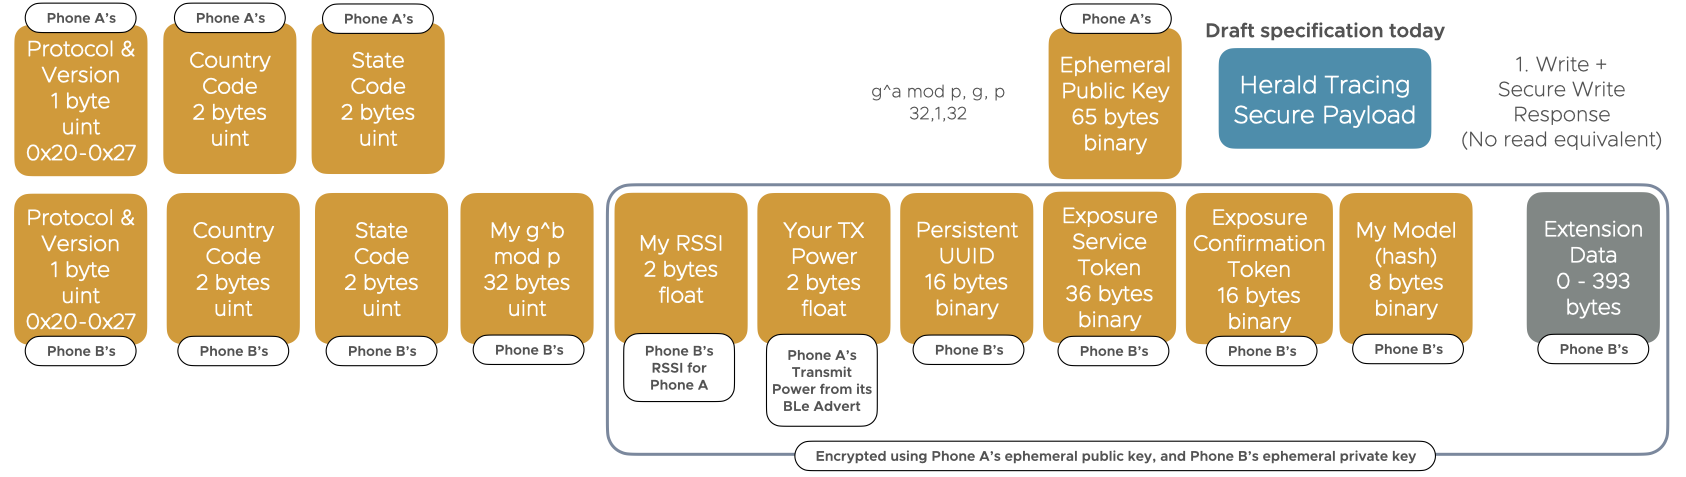 Phone A's
Protocol &
Version
1 byte
uint
0x20-0x27
Phone A's
Country
Code
2 bytes
uint
Phone A's
State
Code
2 bytes
uint
g^a mod p, g, p
32,1,32
Phone A's
Ephemeral
Public Key
65 bytes
binary
Draft specification today
Herald Tracing
Secure Payload
1. Write +
Secure Write
Response
(No read equivalent)
Protocol &
Version
1 byte
uint
0x20-0x27
Phone B's
Country
Code
2 bytes
uint
Phone B's
State
Code
2 bytes
uint
Phone B's
My g^b
mod p
32 bytes
uint
Phone B's
My RSSI
2 bytes
float
Phone B's
RSSI for
Phone A
Your TX
Power
2 bytes
float
Phone A's
Transmit
Power from its
BLe Advert
Persistent
UUID
16 bytes
binary
Phone B's
Exposure
Service
Token
36 bytes
binary
Phone B's
Exposure
Confirmation
Token
16 bytes
binary
Phone B's
My Model
(hash)
8 bytes
binary
Phone B's
Extension
Data
0 - 393
bytes
Phone B's
Encrypted using Phone A's ephemeral public key, and Phone B's ephemeral private key